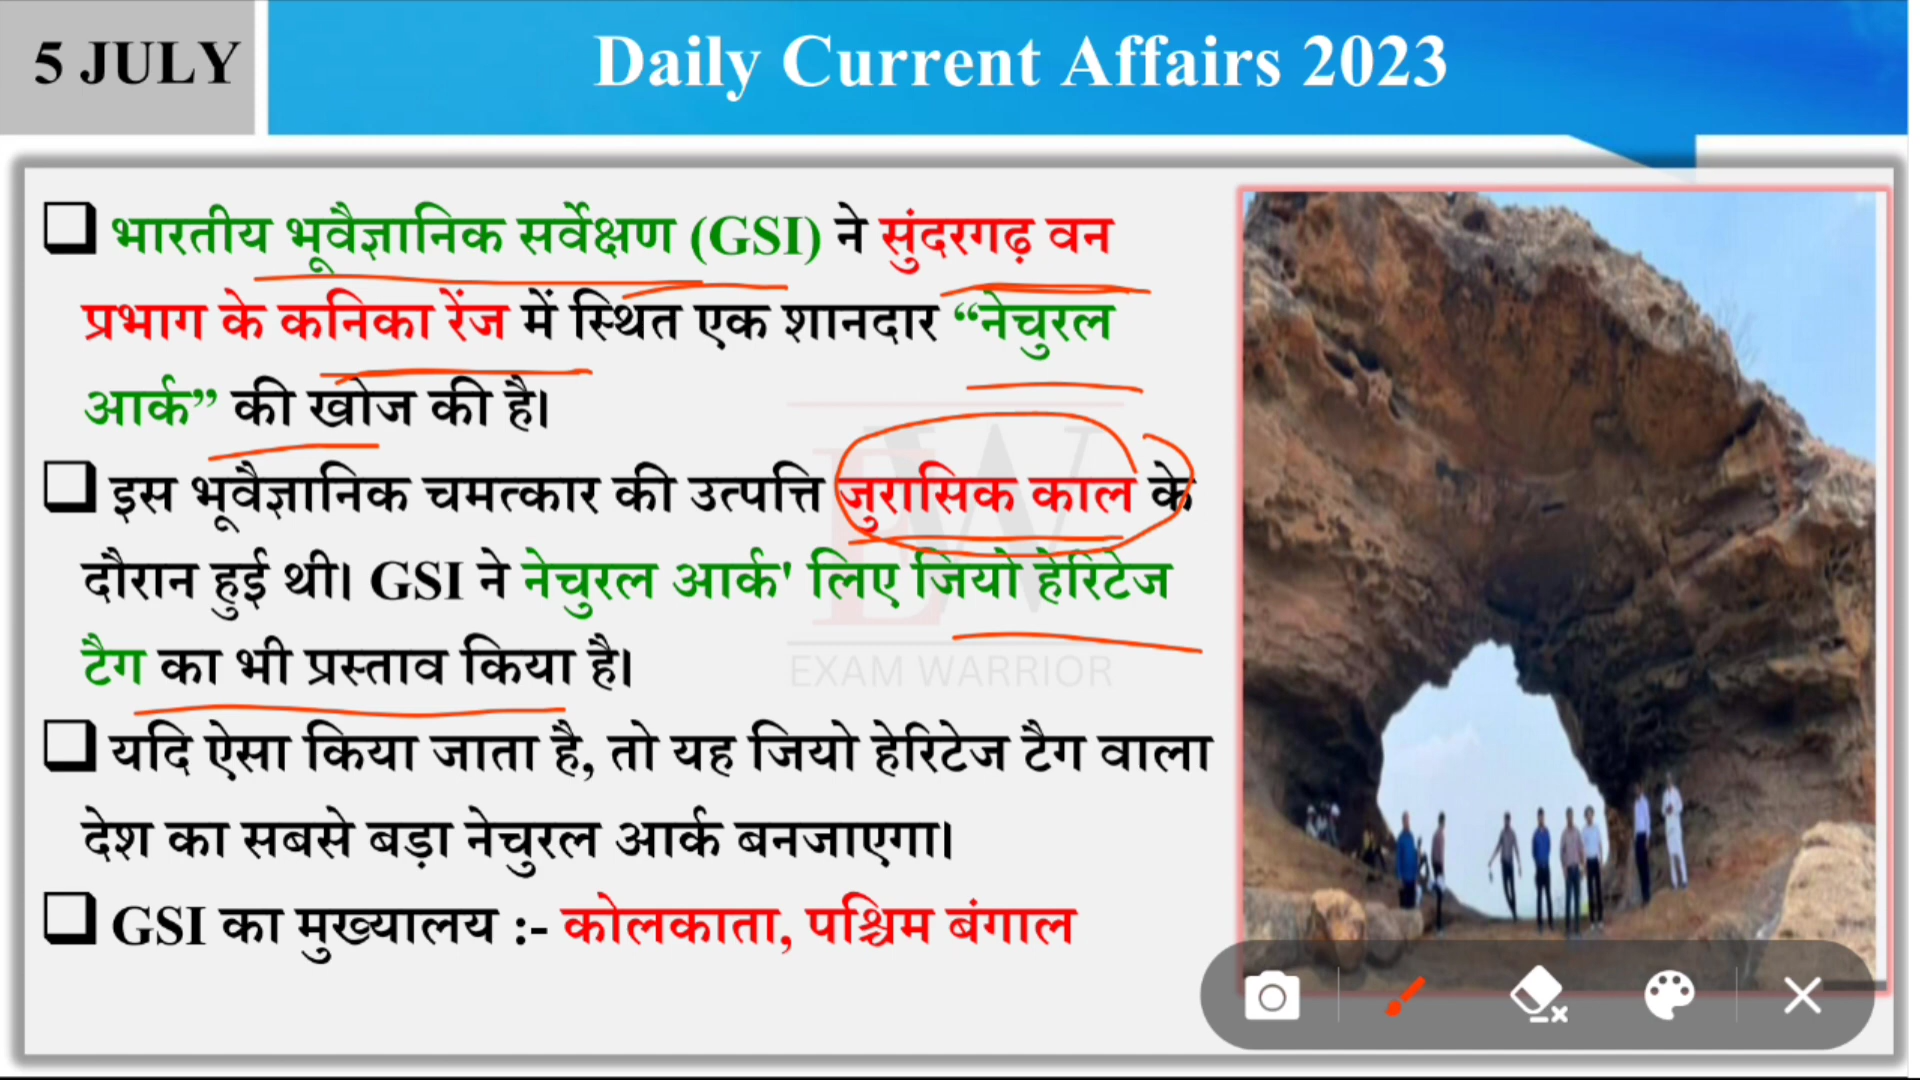 5 JULY
Daily Current Affairs 2023
भारतीय भूवैज्ञानिक सर्वेक्षण (GSI) ने सुंदरगढ़ वन
प्रभाग के कनिका रेंज में स्थित एक शानदार “नेचुरल
आर्क” की खोज की है।
इस भूवैज्ञानिक चमत्कार की उत्पत्ति जुरासिक काल के
दौरान हुई थी। GSI ने नेचुरल आर्क' लिए जियो हेरिटेज
टैग का भी प्रस्ताव किया है।
यदि ऐसा किया जाता है, तो यह जियो हेरिटेज टैग वाला
देश का सबसे बड़ा नेचुरल आर्क बनजाएगा।
GSI का मुख्यालय :- कोलकाता, पश्चिम बंगाल
EW
EXAM WARRIOR